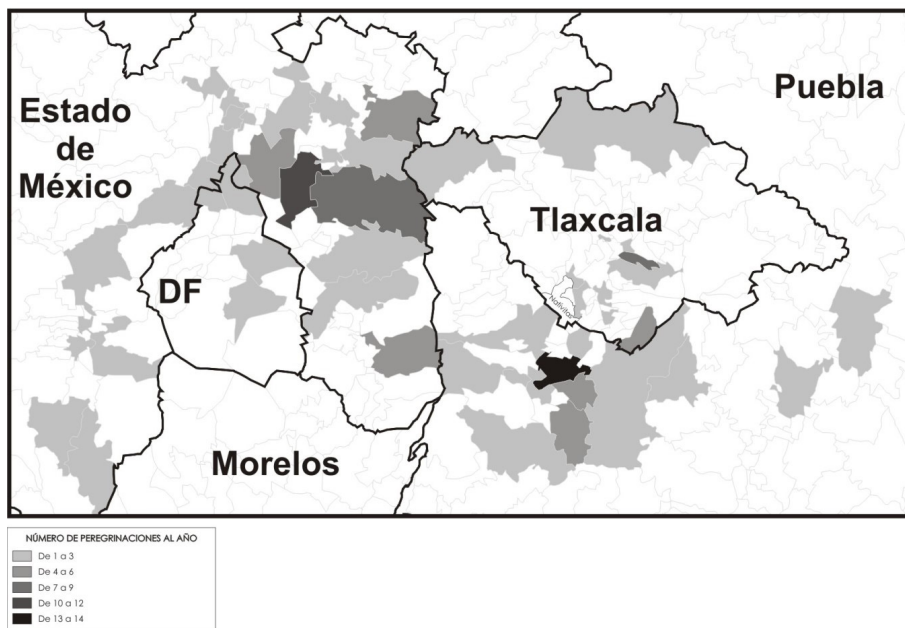 Estado
de
México
Puebla
Tlaxcala
DF
Nativitas
Morelos
NÚMERO DE PEREGRINACIONES AL AÑO
De 1 a 3
De 4 a 6
De 7 a 9
De 10 a 12
De 13 a 14